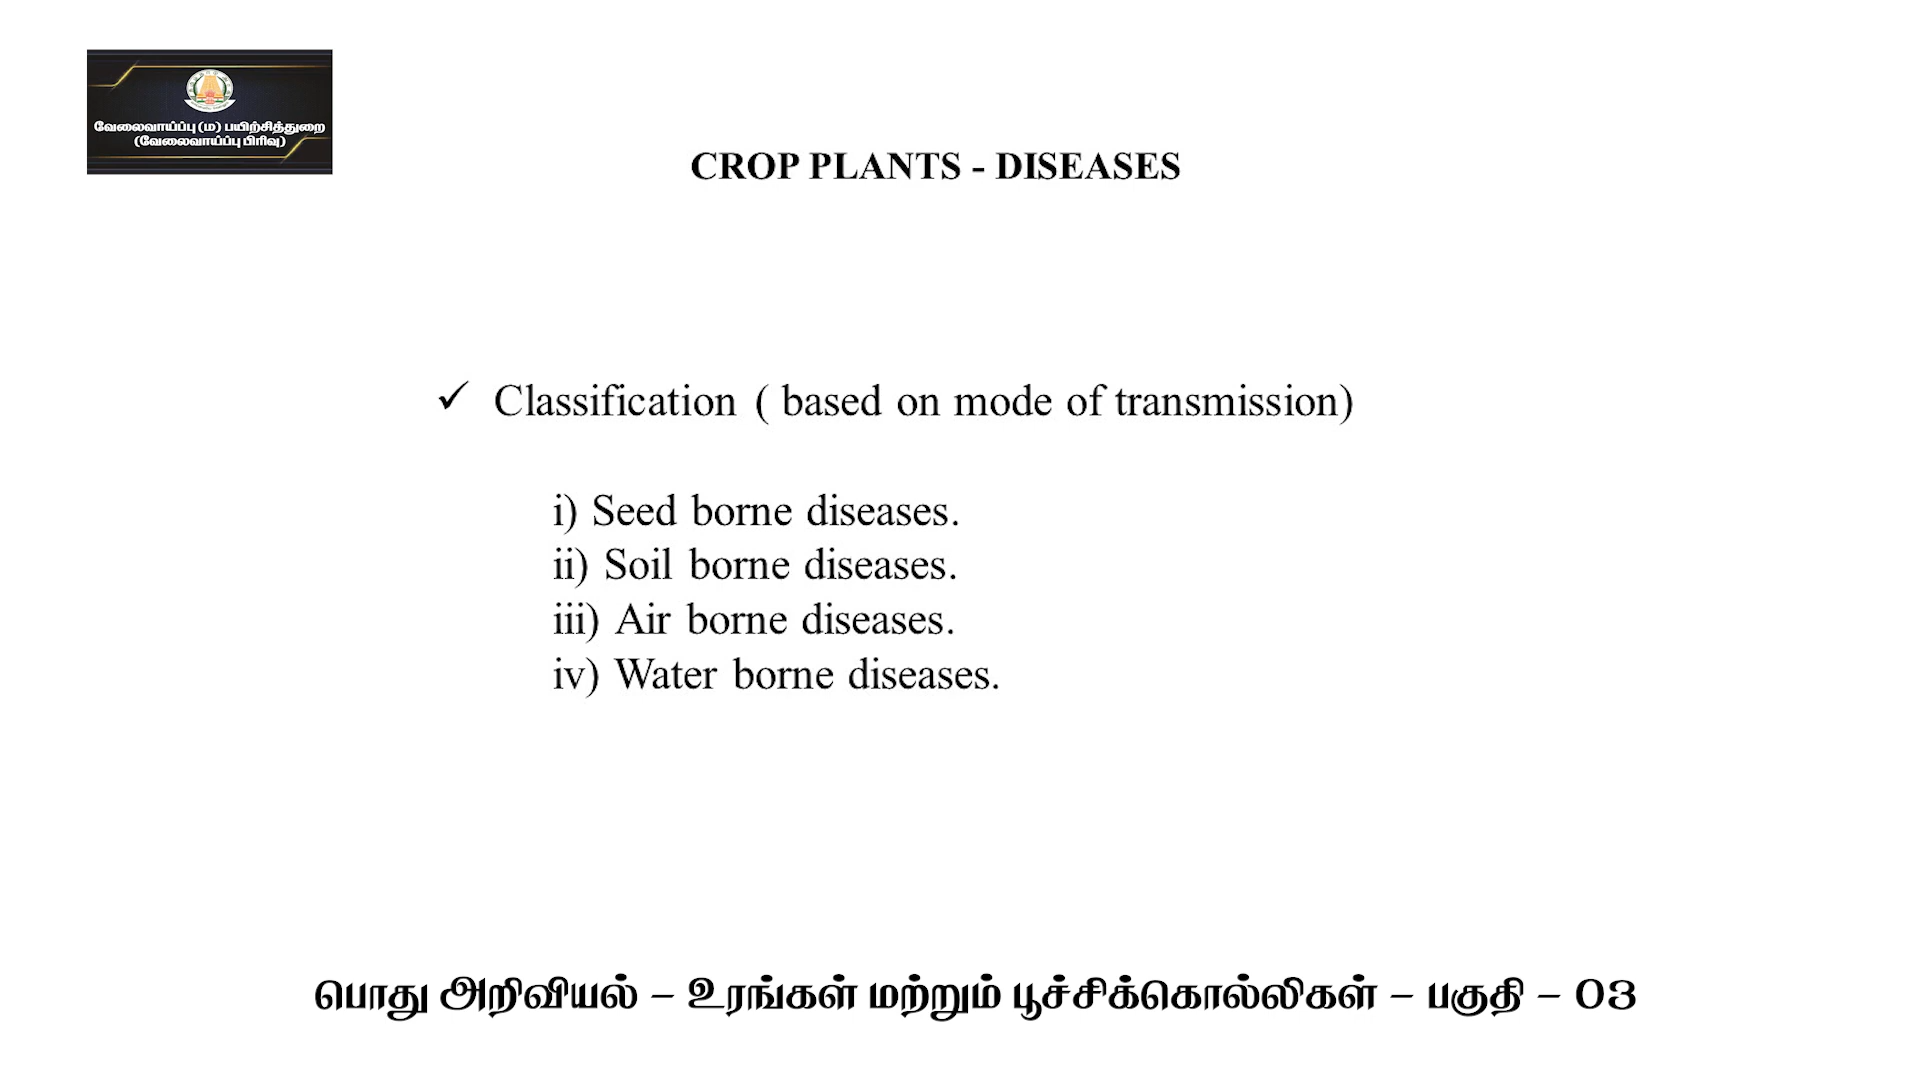 வேலைவாய்ப்பு (ம) பயிற்சித்துறை
(வேலைவாய்ப்பு பிரிவு)
CROP PLANTS - DISEASES
✓ Classification ( based on mode of transmission)
i) Seed borne diseases.
ii) Soil borne diseases.
iii) Air borne diseases.
iv) Water borne diseases.
பொது அறிவியல் – உரங்கள் மற்றும் பூச்சிக்கொல்லிகள் – பகுதி – 03